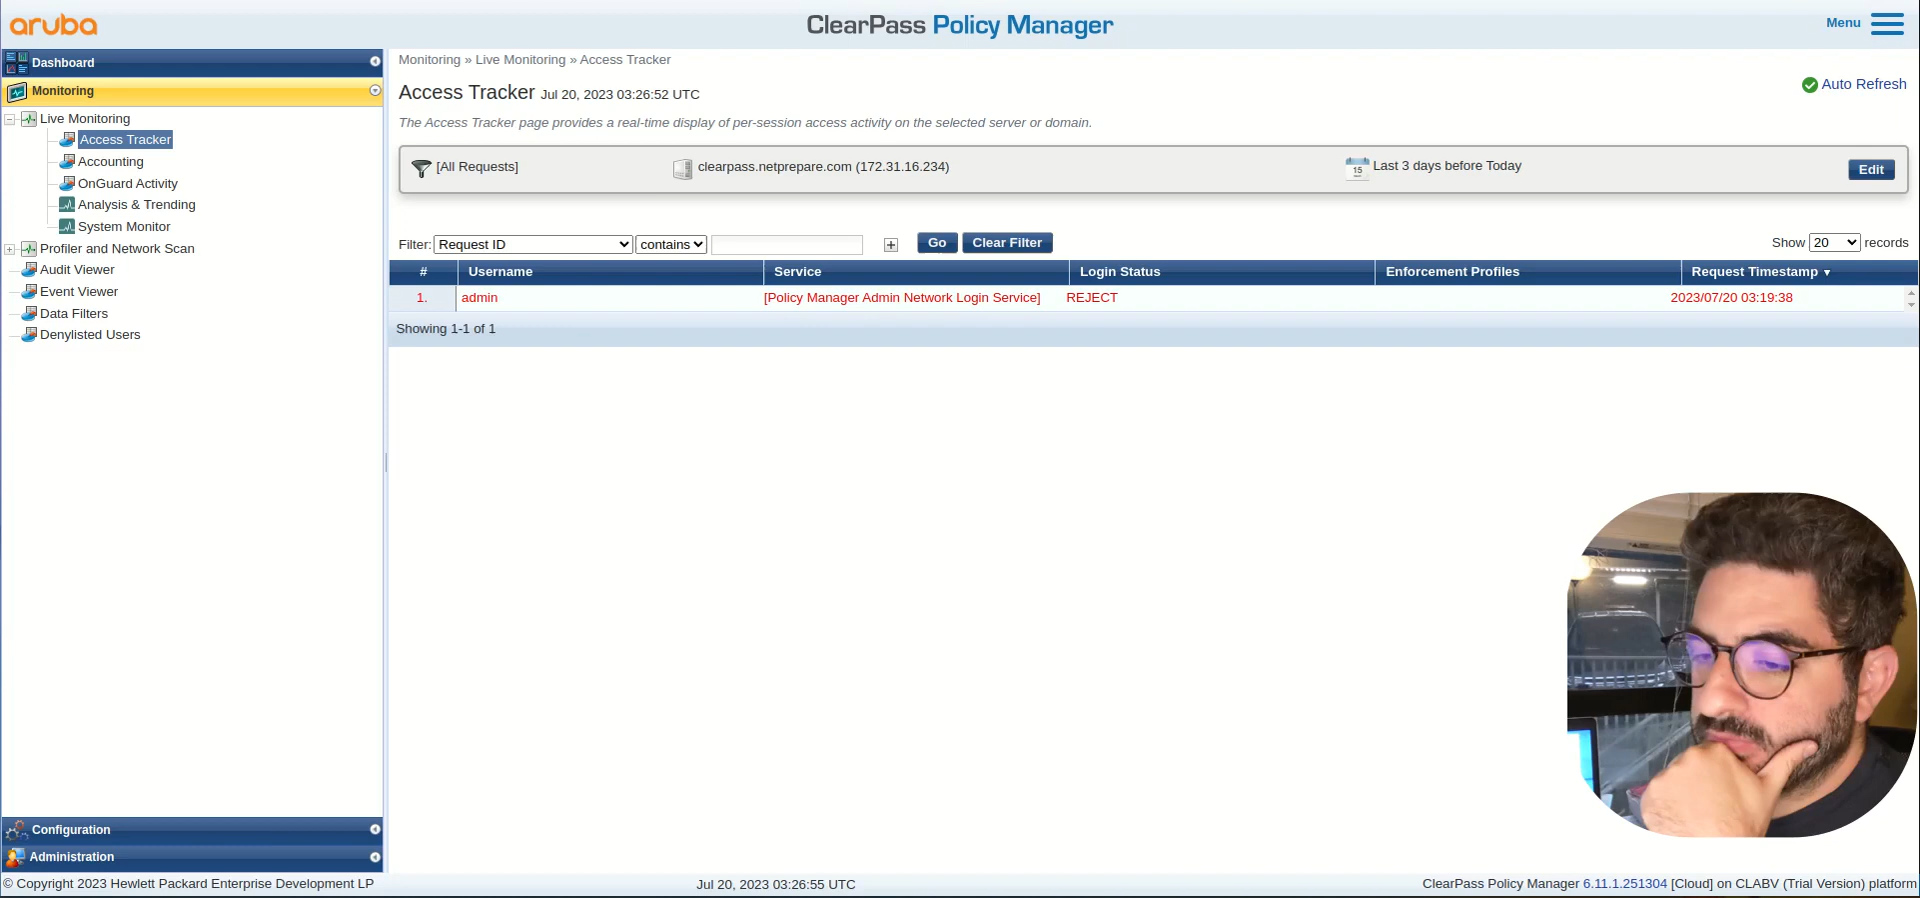 aruba
ClearPass Policy Manager
Menu
Dashboard
Monitoring
Live Monitoring
Access Tracker
Accounting
OnGuard Activity
Analysis & Trending
System Monitor
Profiler and Network Scan
Audit Viewer
Event Viewer
Data Filters
Denylisted Users
Configuration
Administration
Monitoring » Live Monitoring » Access Tracker
Access Tracker Jul 20, 2023 03:26:52 UTC
Auto Refresh
The Access Tracker page provides a real-time display of per-session access activity on the selected server or domain.
[All Requests] clearpass.netprepare.com (172.31.16.234) 15 Last 3 days before Today Edit
Filter: Request ID contains + Go Clear Filter Show 20 records
# Username Service Login Status Enforcement Profiles Request Timestamp ▼
1. admin [Policy Manager Admin Network Login Service] REJECT 2023/07/20 03:19:38
Showing 1-1 of 1
© Copyright 2023 Hewlett Packard Enterprise Development LP Jul 20, 2023 03:26:55 UTC ClearPass Policy Manager 6.11.1.251304 [Cloud] on CLABV (Trial Version) platform